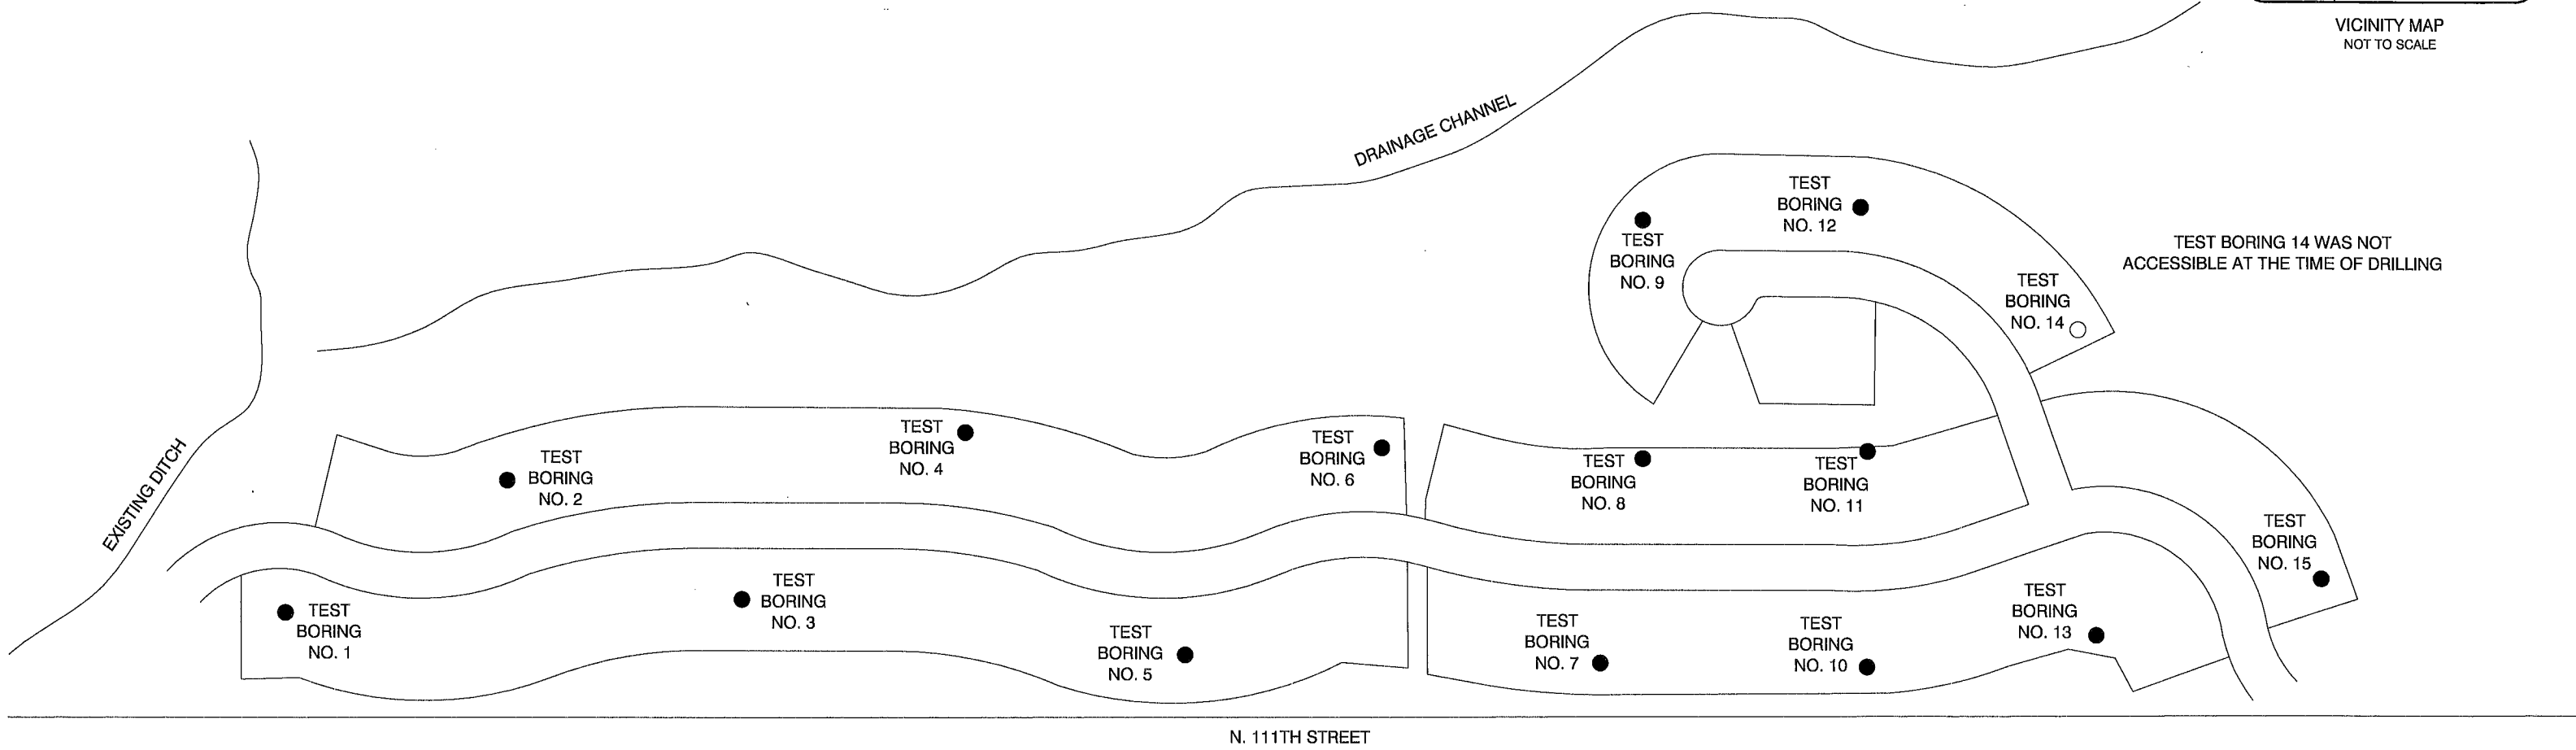 VICINITY MAP
NOT TO SCALE
DRAINAGE CHANNEL
TEST
BORING
NO. 12
TEST
BORING
NO. 9
TEST BORING 14 WAS NOT
ACCESSIBLE AT THE TIME OF DRILLING
TEST
BORING
NO. 14
EXISTING DITCH
TEST
BORING
NO. 2
TEST
BORING
NO. 4
TEST
BORING
NO. 6
TEST
BORING
NO. 8
TEST
BORING
NO. 11
TEST
BORING
NO. 15
TEST
BORING
NO. 1
TEST
BORING
NO. 3
TEST
BORING
NO. 5
TEST
BORING
NO. 7
TEST
BORING
NO. 10
TEST
BORING
NO. 13
N. 111TH STREET